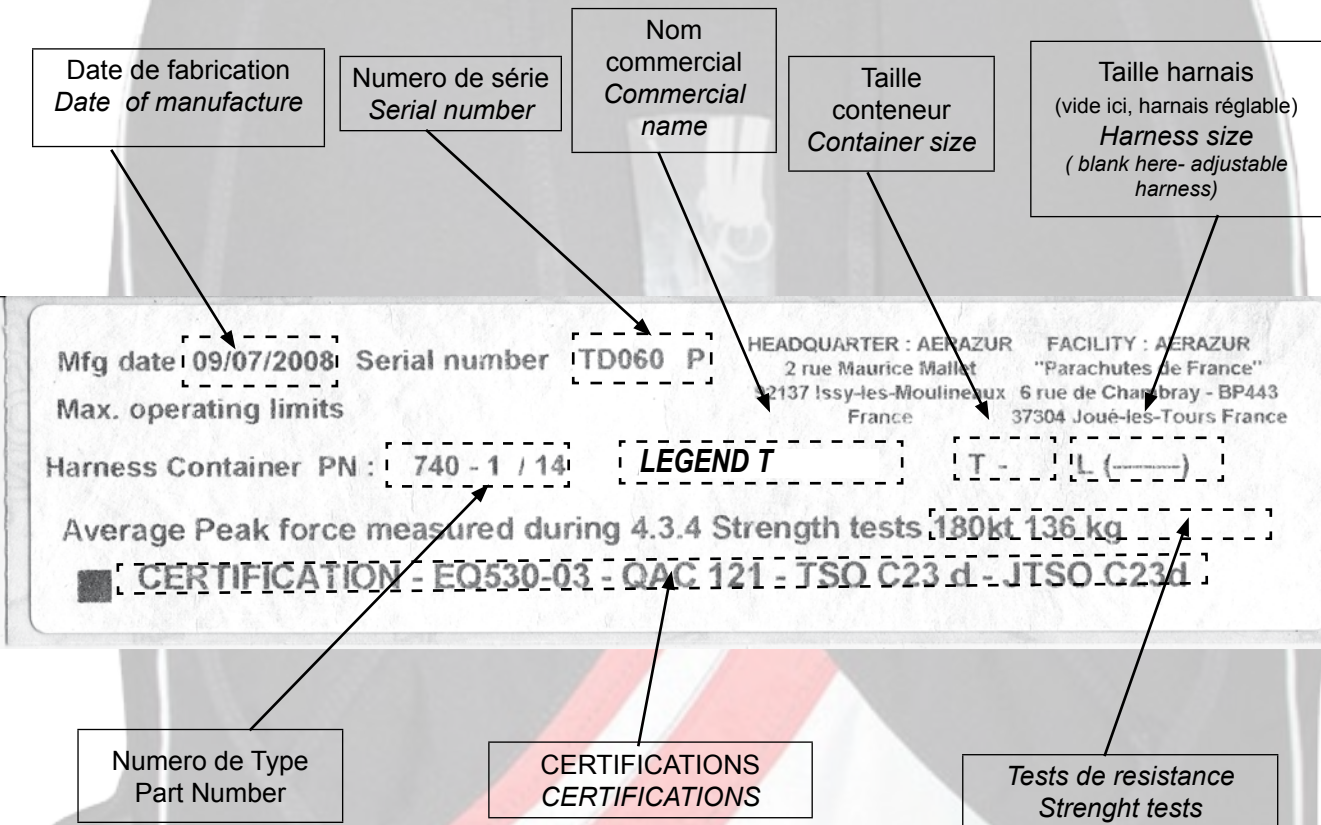 Date de fabrication
Date of manufacture
Numero de série
Serial number
Nom
commercial
Commercial
name
Taille
conteneur
Container size
Taille harnais
(vide ici, harnais réglable)
Harness size
( blank here- adjustable
harness)
Mfg date 09/07/2008 Serial number TD060 P
HEADQUARTER : AERAZUR
2 rue Maurice Mallet
92137 Issy-les-Moulineaux
France
FACILITY : AERAZUR
"Parachutes de France"
6 rue de Chambray - BP443
37304 Joué-les-Tours France
Max. operating limits
Harness Container PN : 740 - 1 / 14 LEGEND T T - L (--------)
Average Peak force measured during 4.3.4 Strength tests 180kt 136 kg
CERTIFICATION - EQ530-03 - QAC 121 - TSO C23 d - JTSO C23d
Numero de Type
Part Number
CERTIFICATIONS
CERTIFICATIONS
Tests de resistance
Strenght tests